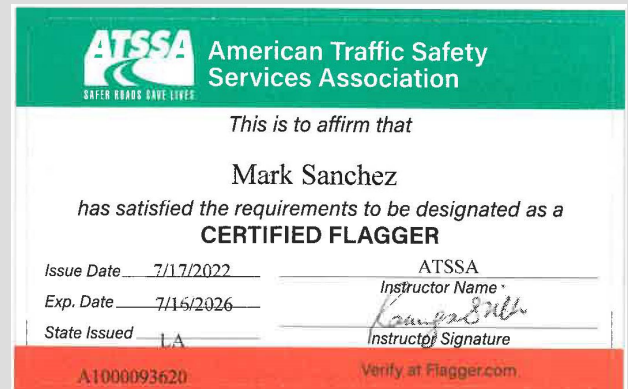 ATSSA
SAFER ROADS SAVE LIVES
American Traffic Safety
Services Association
This is to affirm that
Mark Sanchez
has satisfied the requirements to be designated as a
CERTIFIED FLAGGER
Issue Date 7/17/2022
ATSSA
Instructor Name
Exp. Date 7/16/2026
State Issued LA
Instructor Signature
A1000093620
Verify at Flagger.com